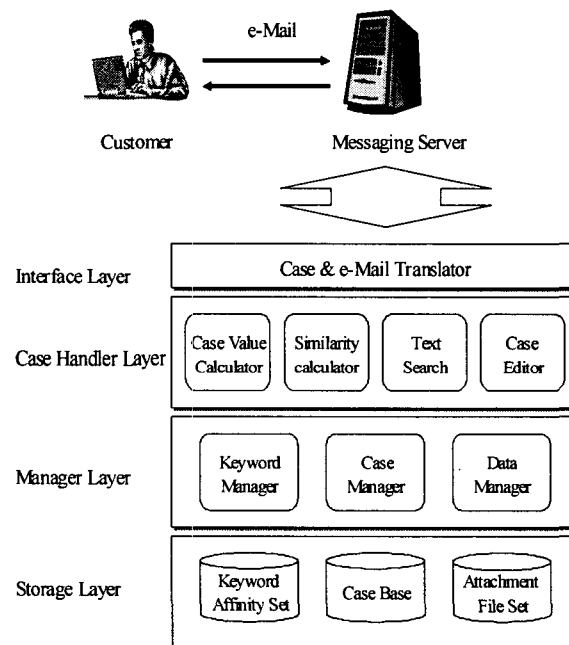 e-Mail
Customer
Messaging Server
Interface Layer
Case & e-Mail Translator
Case Handler Layer
Case Value
Calculator
Similarity
calculator
Text
Search
Case
Editor
Manager Layer
Keyword
Manager
Case
Manager
Data
Manager
Storage Layer
Keyword
Affinity Set
Case Base
Attachment
File Set